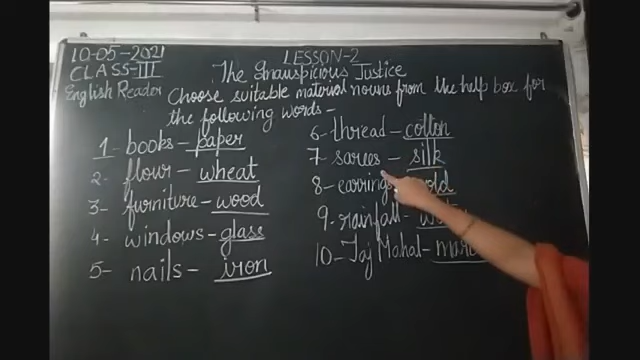 10-05-2021
CLASS-III
English Reader
LESSON-2
The Inauspicious Justice
Choose suitable material nouns from the help box for
the following words-
1- books- paper
2- flour- wheat
3- furniture- wood
4- windows- glass
5- nails- iron
6- thread- cotton
7- sarees- silk
8- earrings
9- rainfall-
10- Taj Mahal-